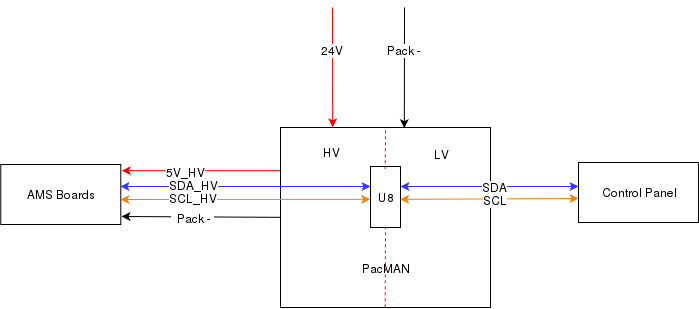 24V
Pack -
HV
LV
5V_HV
SDA_HV
SCL_HV
Pack -
AMS Boards
U8
SDA
SCL
Control Panel
PacMAN